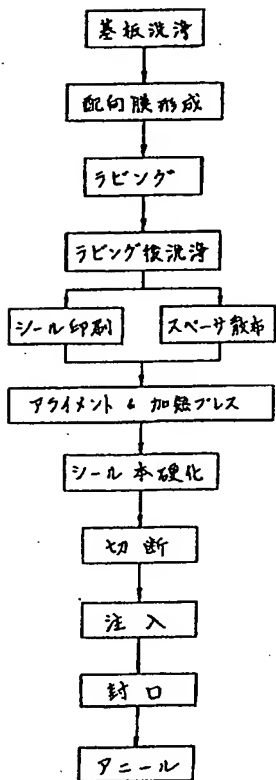 基板洗浄
配向膜形成
ラビング
ラビング後洗浄
シール印刷
スペーサ散布
アライメント & 加熱プレス
シール本硬化
切断
注入
封口
アニール